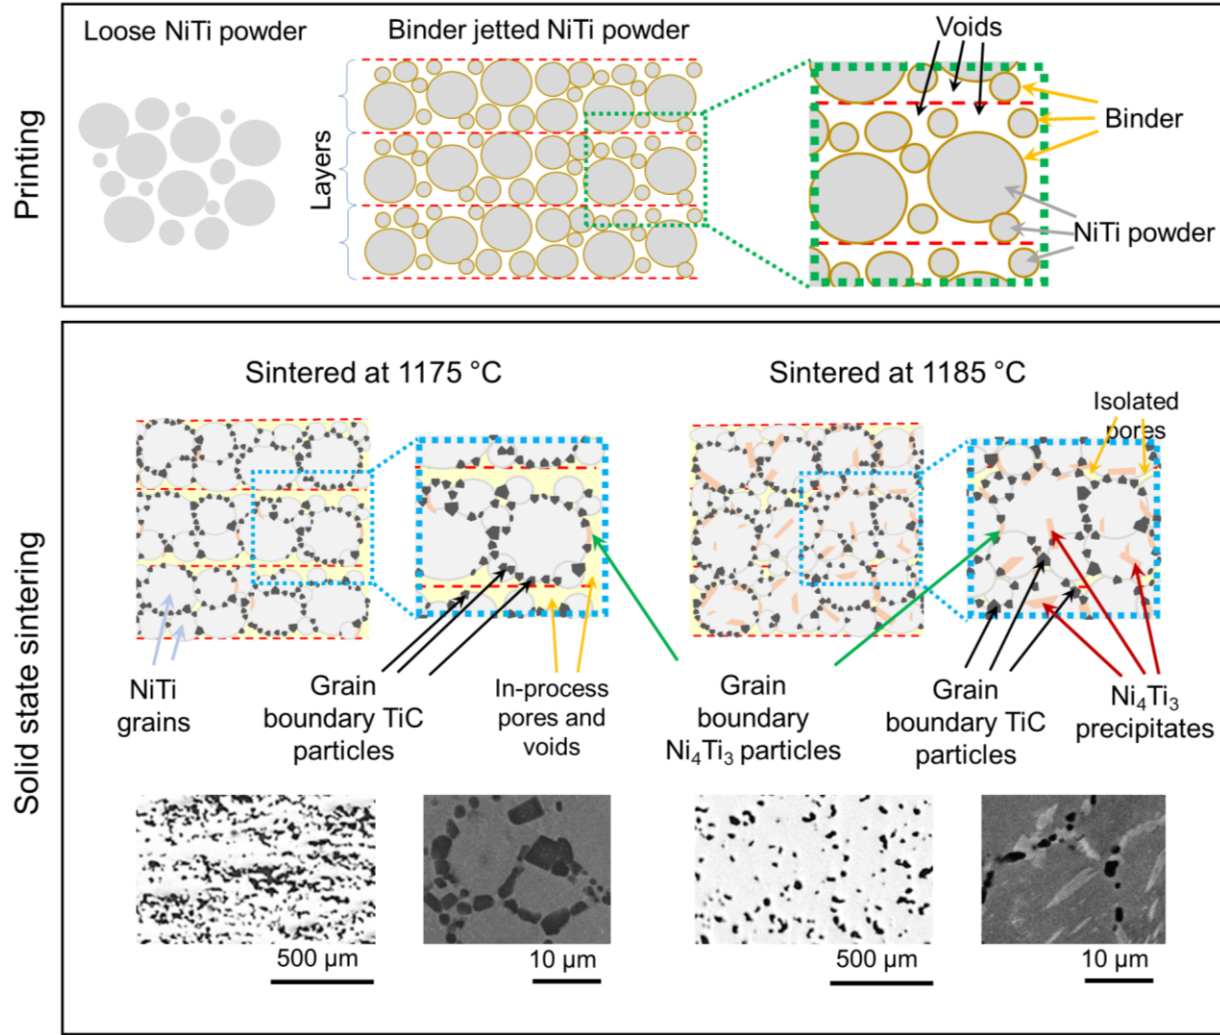 Printing
Loose NiTi powder
Binder jetted NiTi powder
Layers
Voids
Binder
NiTi powder
Solid state sintering
Sintered at 1175 °C
Sintered at 1185 °C
Isolated
pores
NiTi
grains
Grain
boundary TiC
particles
In-process
pores and
voids
Grain
boundary
Ni₄Ti₃ particles
Grain
boundary TiC
particles
Ni₄Ti₃
precipitates
500 µm
10 µm
500 µm
10 µm